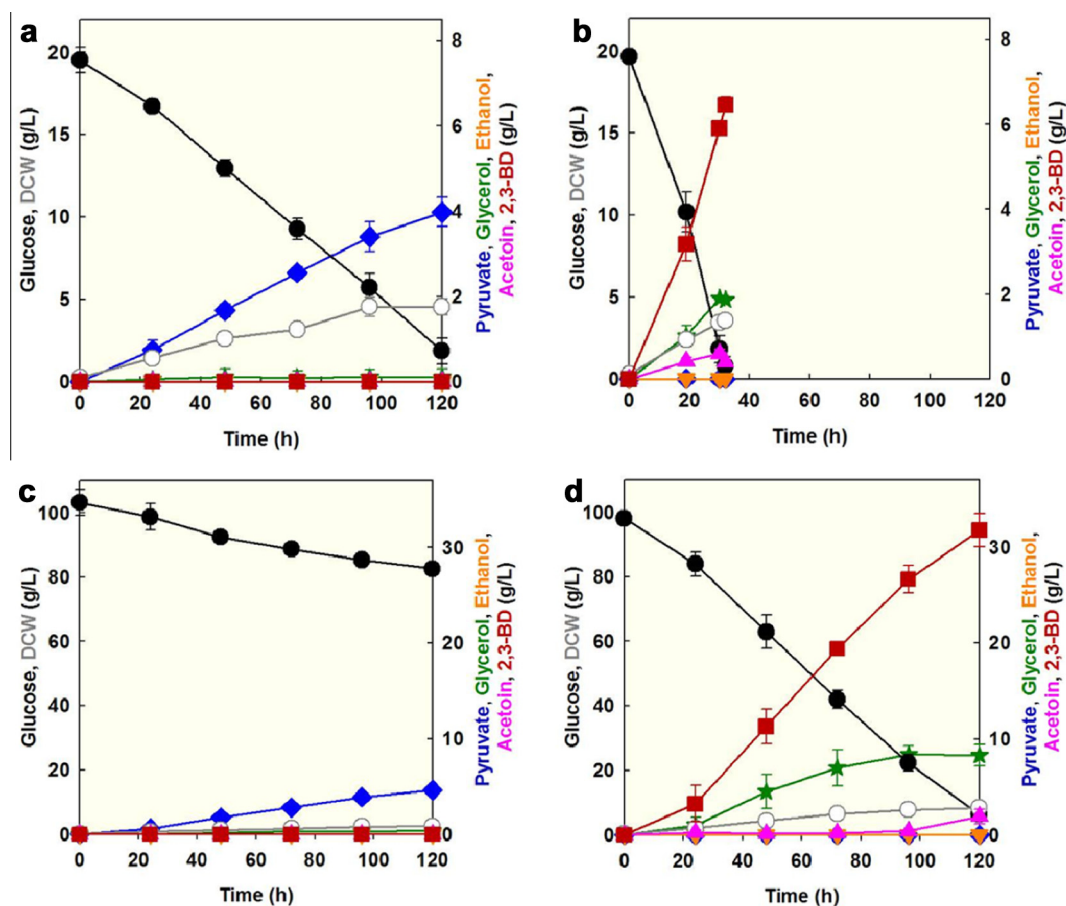 a
20
15
10
5
0
8
6
4
2
0
0 20 40 60 80 100 120
Time (h)
Glucose, DCW (g/L)
Pyruvate, Glycerol, Ethanol,
Acetoin, 2,3-BD (g/L)
b
20
15
10
5
0
8
6
4
2
0
0 20 40 60 80 100 120
Time (h)
Glucose, DCW (g/L)
Pyruvate, Glycerol, Ethanol,
Acetoin, 2,3-BD (g/L)
c
100
80
60
40
20
0
30
20
10
0
0 20 40 60 80 100 120
Time (h)
Glucose, DCW (g/L)
Pyruvate, Glycerol, Ethanol,
Acetoin, 2,3-BD (g/L)
d
100
80
60
40
20
0
30
20
10
0
0 20 40 60 80 100 120
Time (h)
Glucose, DCW (g/L)
Pyruvate, Glycerol, Ethanol,
Acetoin, 2,3-BD (g/L)